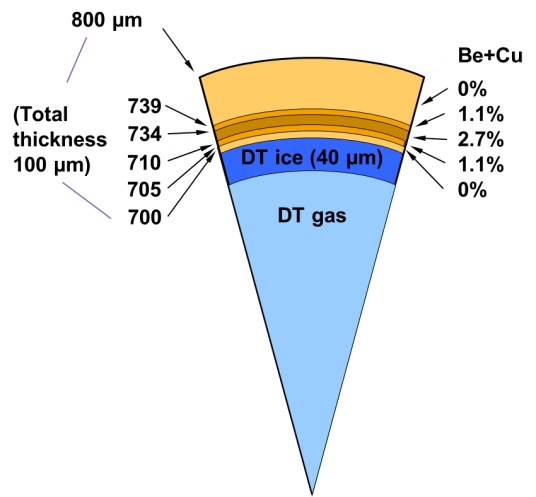 800 µm
Be+Cu
0%
1.1%
2.7%
1.1%
0%
(Total
thickness
100 µm)
739
734
710
705
700
DT ice (40 µm)
DT gas